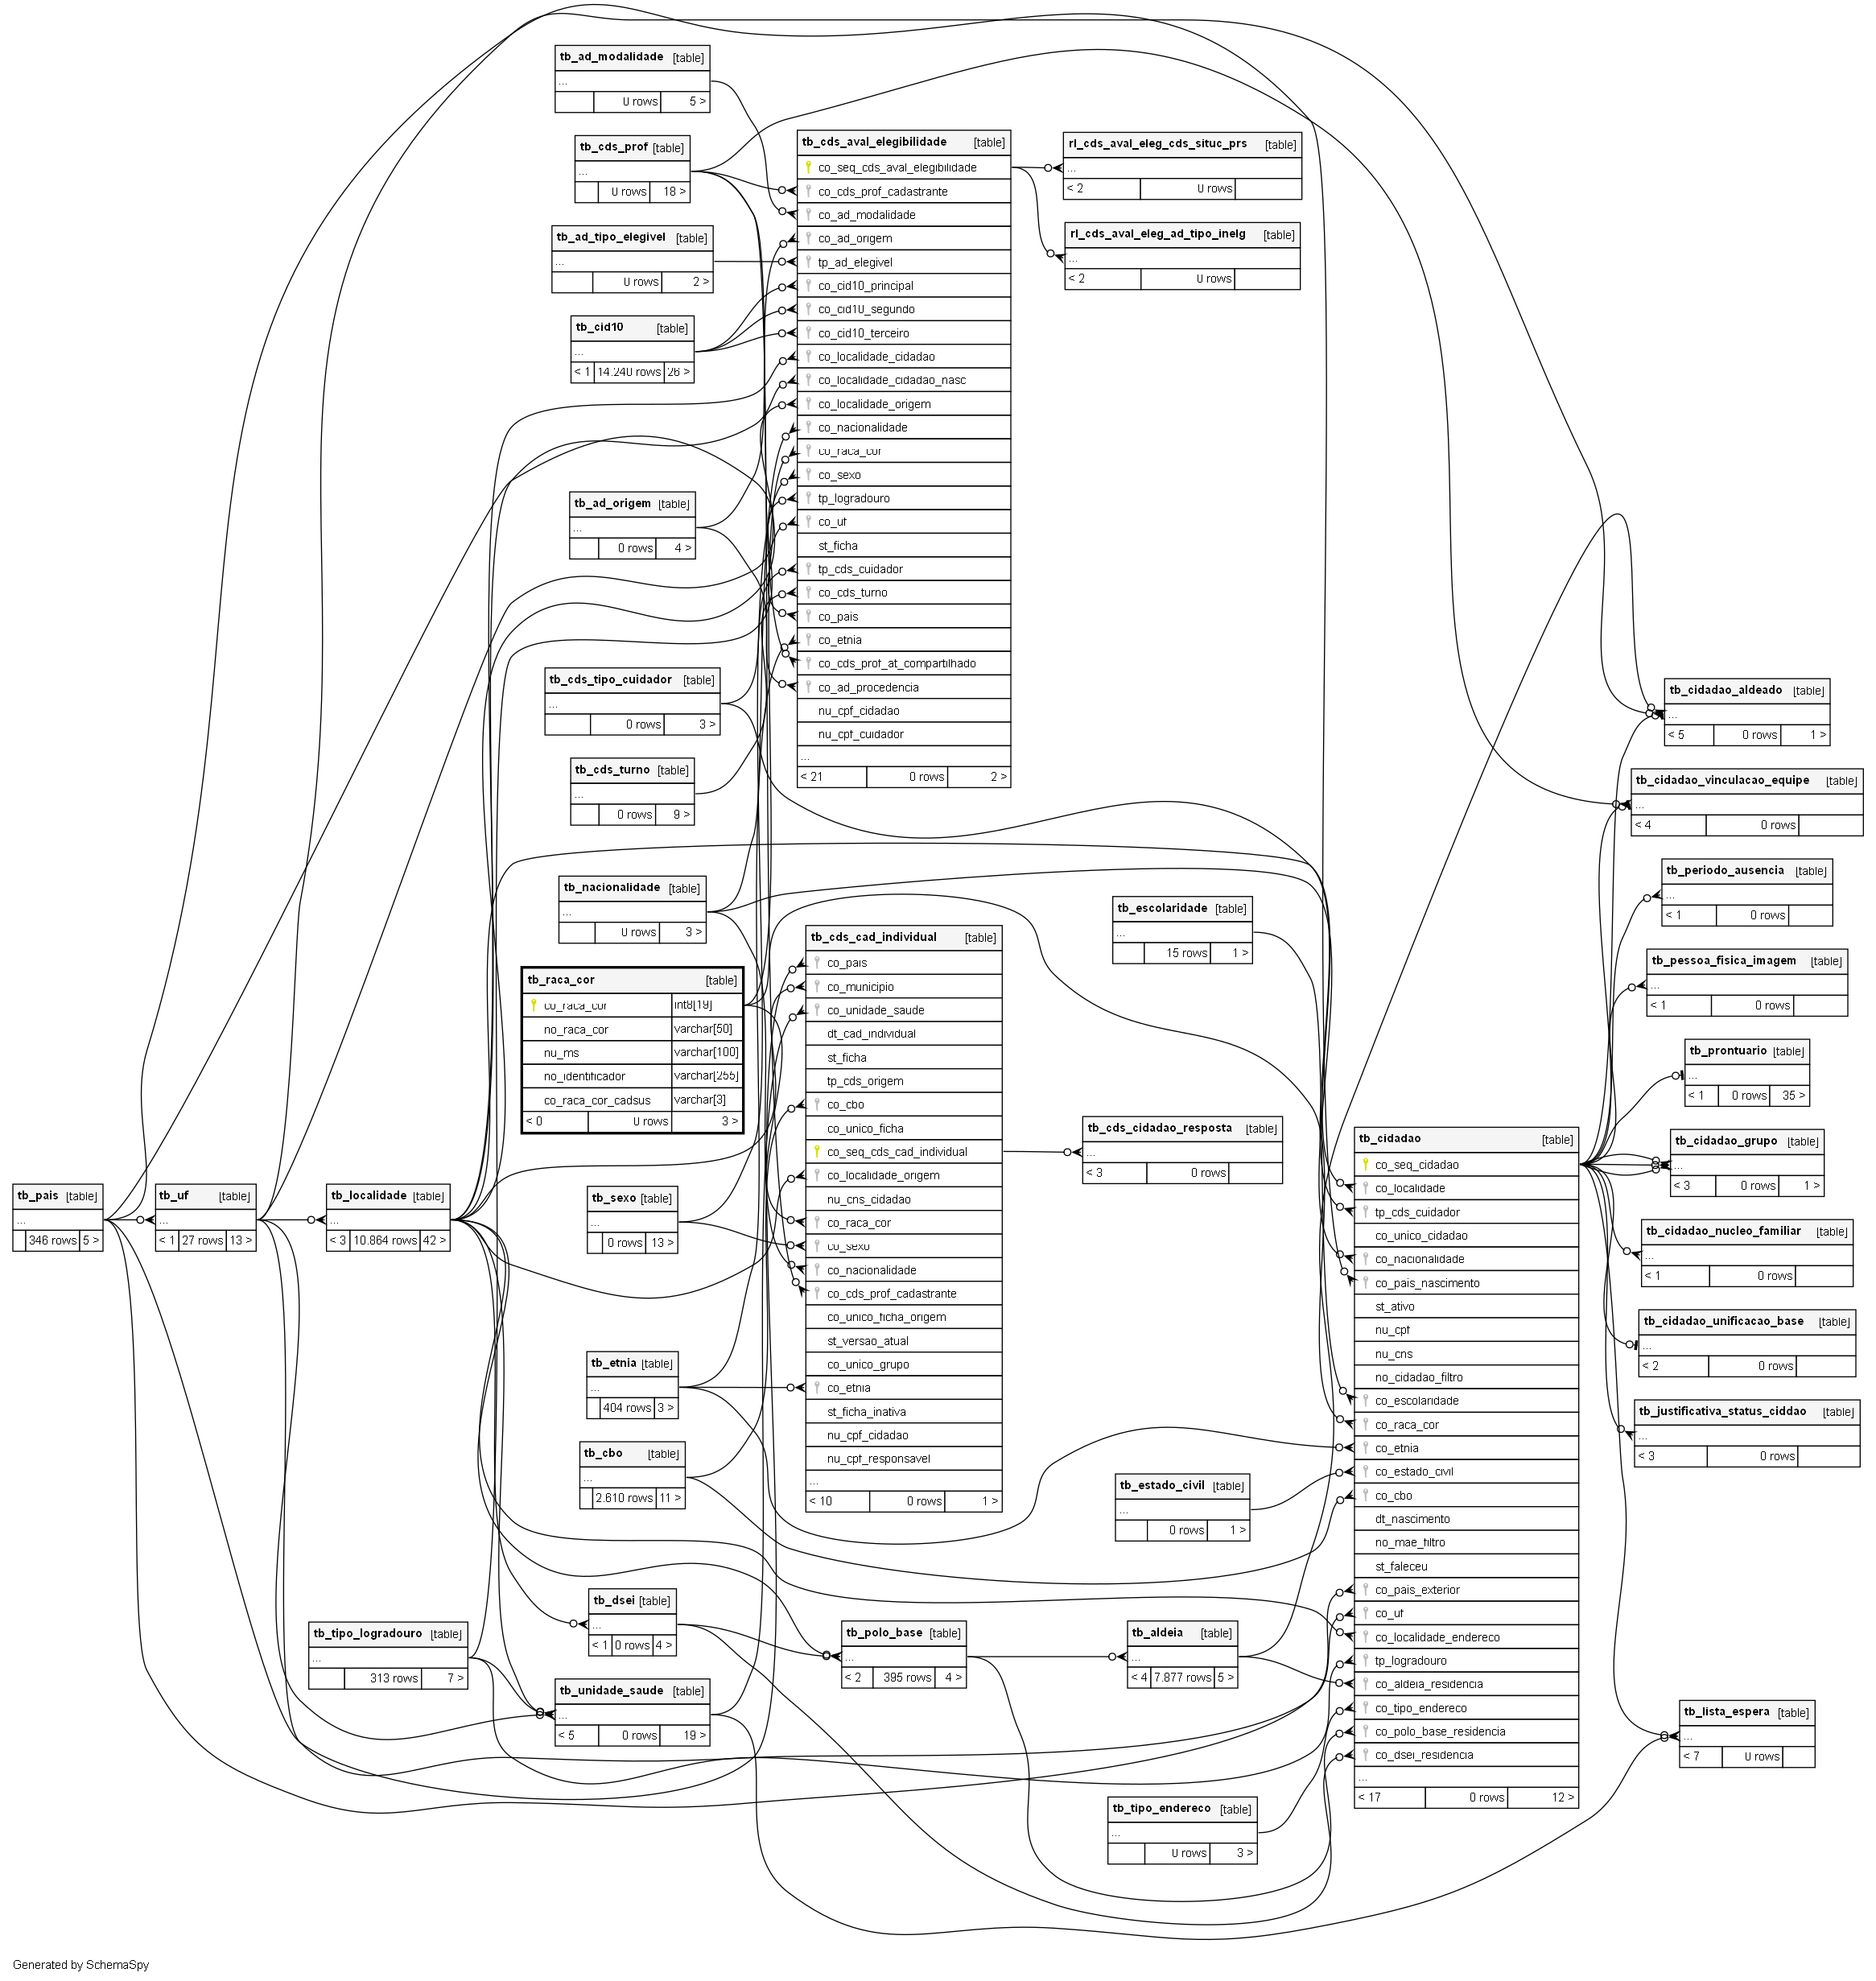 tb_ad_modalidade [table]
...
0 rows 5 >
tb_cds_prof [table]
...
0 rows 18 >
tb_ad_tipo_elegivel [table]
...
0 rows 2 >
tb_cid10 [table]
...
< 1 14.240 rows 26 >
tb_ad_origem [table]
...
0 rows 4 >
tb_cds_tipo_cuidador [table]
...
0 rows 3 >
tb_cds_turno [table]
...
0 rows 9 >
tb_nacionalidade [table]
...
0 rows 3 >
tb_raca_cor [table]
co_raca_cor int8[19]
no_raca_cor varchar[50]
nu_ms varchar[100]
no_identificador varchar[255]
co_raca_cor_cadsus varchar[3]
< 0 0 rows 3 >
tb_pais [table]
...
346 rows 5 >
tb_uf [table]
...
< 1 27 rows 13 >
tb_localidade [table]
...
< 3 10.864 rows 42 >
tb_sexo [table]
...
0 rows 13 >
tb_etnia [table]
...
404 rows 3 >
tb_cbo [table]
...
2.610 rows 11 >
tb_dsei [table]
...
< 1 0 rows 4 >
tb_tipo_logradouro [table]
...
313 rows 7 >
tb_unidade_saude [table]
...
< 5 0 rows 19 >
tb_cds_aval_elegibilidade [table]
co_seq_cds_aval_elegibilidade
co_cds_prof_cadastrante
co_ad_modalidade
co_ad_origem
tp_ad_elegivel
co_cid10_principal
co_cid10_segundo
co_cid10_terceiro
co_localidade_cidadao
co_localidade_cidadao_nasc
co_localidade_origem
co_nacionalidade
co_raca_cor
co_sexo
tp_logradouro
co_uf
st_ficha
tp_cds_cuidador
co_cds_turno
co_pais
co_etnia
co_cds_prof_at_compartilhado
co_ad_procedencia
nu_cpf_cidadao
nu_cpf_cuidador
...
< 21 0 rows 2 >
tb_cds_cad_individual [table]
co_pais
co_municipio
co_unidade_saude
dt_cad_individual
st_ficha
tp_cds_origem
co_cbo
co_unico_ficha
co_seq_cds_cad_individual
co_localidade_origem
nu_cns_cidadao
co_raca_cor
co_sexo
co_nacionalidade
co_cds_prof_cadastrante
co_unico_ficha_origem
st_versao_atual
co_unico_grupo
co_etnia
st_ficha_inativa
nu_cpf_cidadao
nu_cpf_responsavel
...
< 10 0 rows 1 >
tb_polo_base [table]
...
< 2 395 rows 4 >
rl_cds_aval_eleg_cds_situc_prs [table]
...
< 2 0 rows
rl_cds_aval_eleg_ad_tipo_inelg [table]
...
< 2 0 rows
tb_escolaridade [table]
...
15 rows 1 >
tb_cds_cidadao_resposta [table]
...
< 3 0 rows
tb_estado_civil [table]
...
0 rows 1 >
tb_aldeia [table]
...
< 4 7.877 rows 5 >
tb_tipo_endereco [table]
...
0 rows 3 >
tb_cidadao [table]
co_seq_cidadao
co_localidade
tp_cds_cuidador
co_unico_cidadao
co_nacionalidade
co_pais_nascimento
st_ativo
nu_cpf
nu_cns
no_cidadao_filtro
co_escolaridade
co_raca_cor
co_etnia
co_estado_civil
co_cbo
dt_nascimento
no_mae_filtro
st_faleceu
co_pais_exterior
co_uf
co_localidade_endereco
tp_logradouro
co_aldeia_residencia
co_tipo_endereco
co_polo_base_residencia
co_dsei_residencia
...
< 17 0 rows 12 >
tb_cidadao_aldeado [table]
...
< 5 0 rows 1 >
tb_cidadao_vinculacao_equipe [table]
...
< 4 0 rows
tb_periodo_ausencia [table]
...
< 1 0 rows
tb_pessoa_fisica_imagem [table]
...
< 1 0 rows
tb_prontuario [table]
...
< 1 0 rows 35 >
tb_cidadao_grupo [table]
...
< 3 0 rows 1 >
tb_cidadao_nucleo_familiar [table]
...
< 1 0 rows
tb_cidadao_unificacao_base [table]
...
< 2 0 rows
tb_justificativa_status_ciddao [table]
...
< 3 0 rows
tb_lista_espera [table]
...
< 7 0 rows
Generated by SchemaSpy